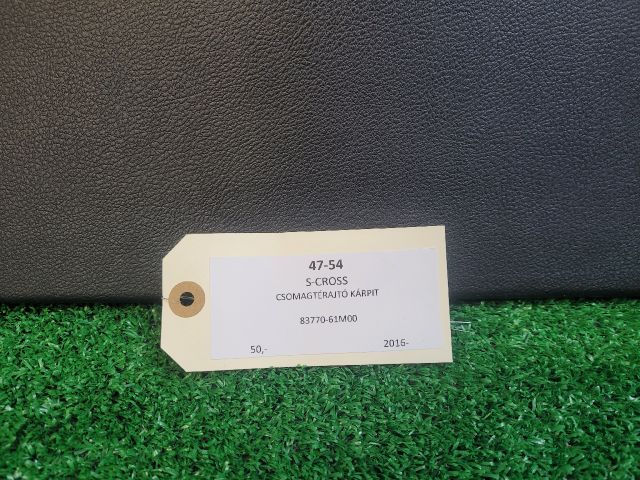 47-54
S-CROSS
CSOMAGTÉRAJTÓ KÁRPIT
83770-61M00
50,- 2016-